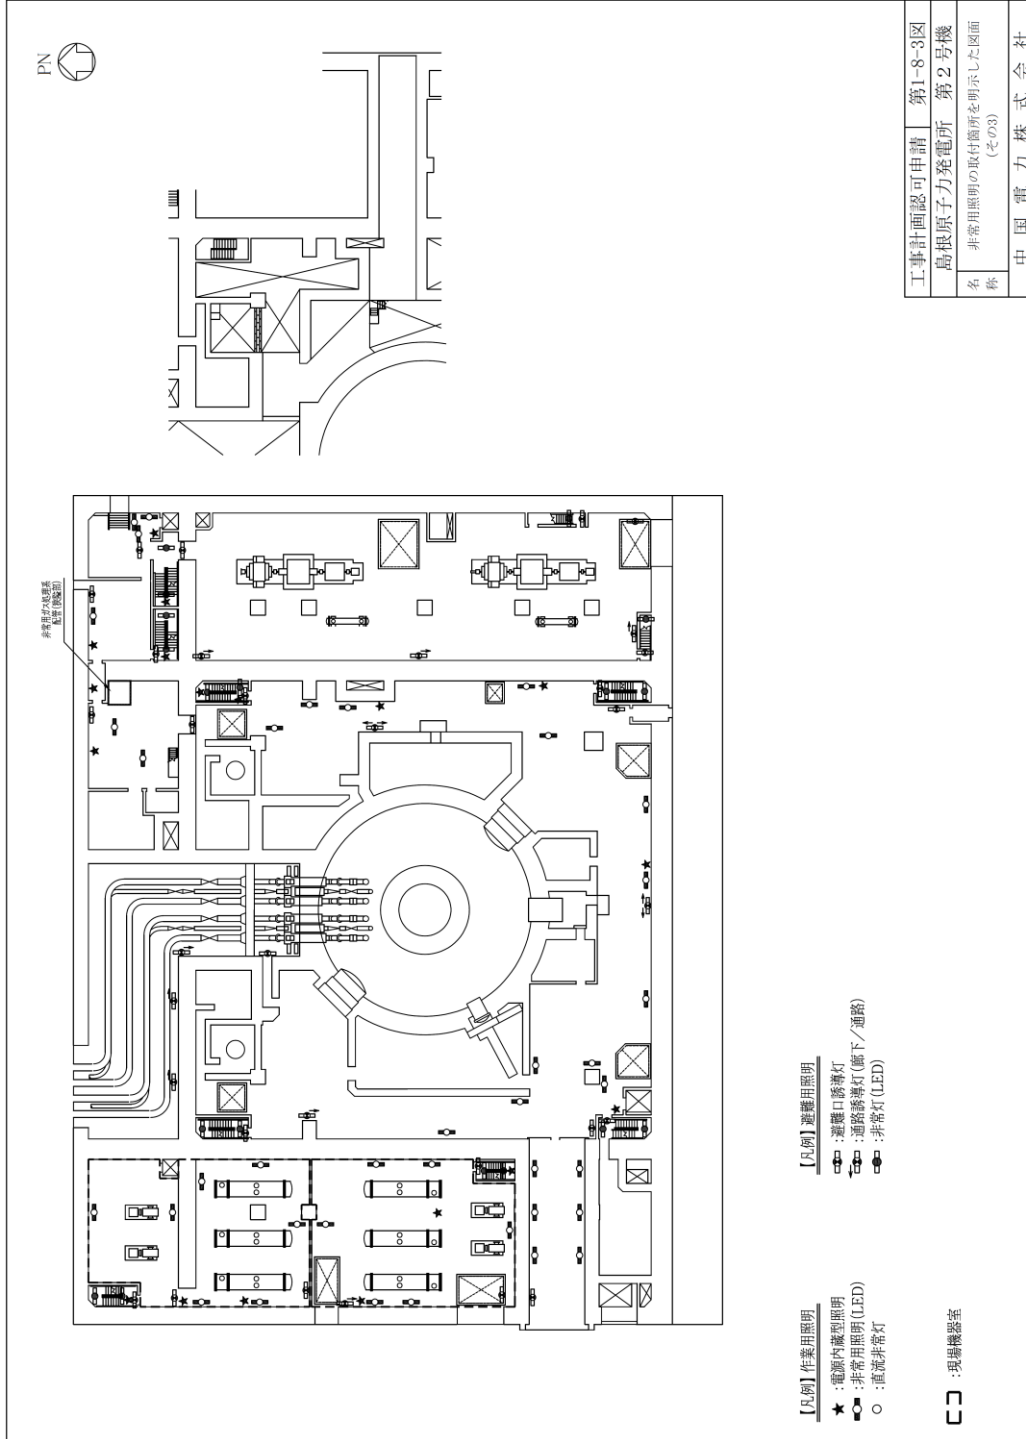 PN
非常用ガス処理系
配管(狭隘部)
工事計画認可申請 第1-8-3図
島根原子力発電所 第2号機
名称
非常用照明の取付箇所を明示した図面
(その3)
中国電力株式会社
【凡例】作業用照明
★:電源内蔵型照明
:非常用照明(LED)
○:直流非常灯
:現場機器室
【凡例】避難用照明
:避難口誘導灯
:通路誘導灯(廊下/通路)
:非常灯(LED)